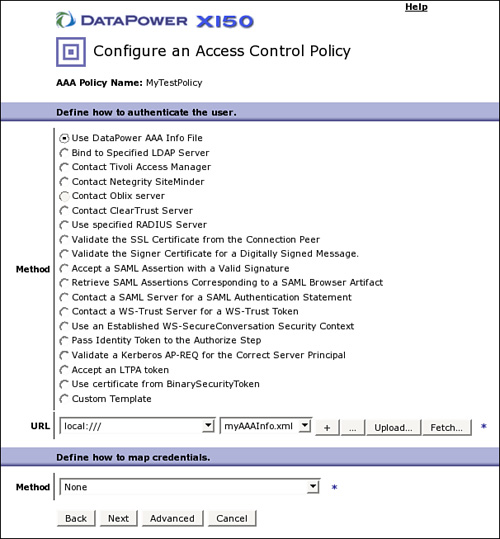 Help
DATAPOWER XI50
Configure an Access Control Policy
AAA Policy Name: MyTestPolicy
Define how to authenticate the user.
Use DataPower AAA Info File
Bind to Specified LDAP Server
Contact Tivoli Access Manager
Contact Netegrity SiteMinder
Contact Oblix server
Contact ClearTrust Server
Use specified RADIUS Server
Validate the SSL Certificate from the Connection Peer
Validate the Signer Certificate for a Digitally Signed Message.
Method
Accept a SAML Assertion with a Valid Signature
Retrieve SAML Assertions Corresponding to a SAML Browser Artifact
Contact a SAML Server for a SAML Authentication Statement
Contact a WS-Trust Server for a WS-Trust Token
Use an Established WS-SecureConversation Security Context
Pass Identity Token to the Authorize Step
Validate a Kerberos AP-REQ for the Correct Server Principal
Accept an LTPA token
Use certificate from BinarySecurityToken
Custom Template
URL local:/// myAAAInfo.xml + ... Upload... Fetch... *
Define how to map credentials.
Method None *
Back Next Advanced Cancel